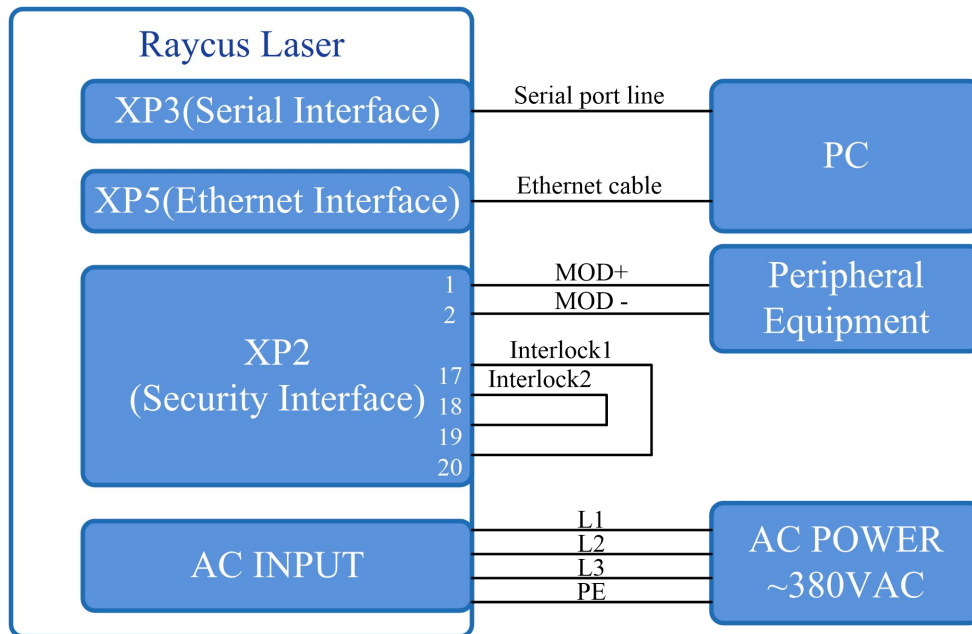 Raycus Laser
XP3(Serial Interface)
Serial port line
PC
XP5(Ethernet Interface)
Ethernet cable
XP2
(Security Interface)
1
2
17
18
19
20
MOD+
MOD -
Peripheral
Equipment
Interlock1
Interlock2
AC INPUT
L1
L2
L3
PE
AC POWER
~380VAC